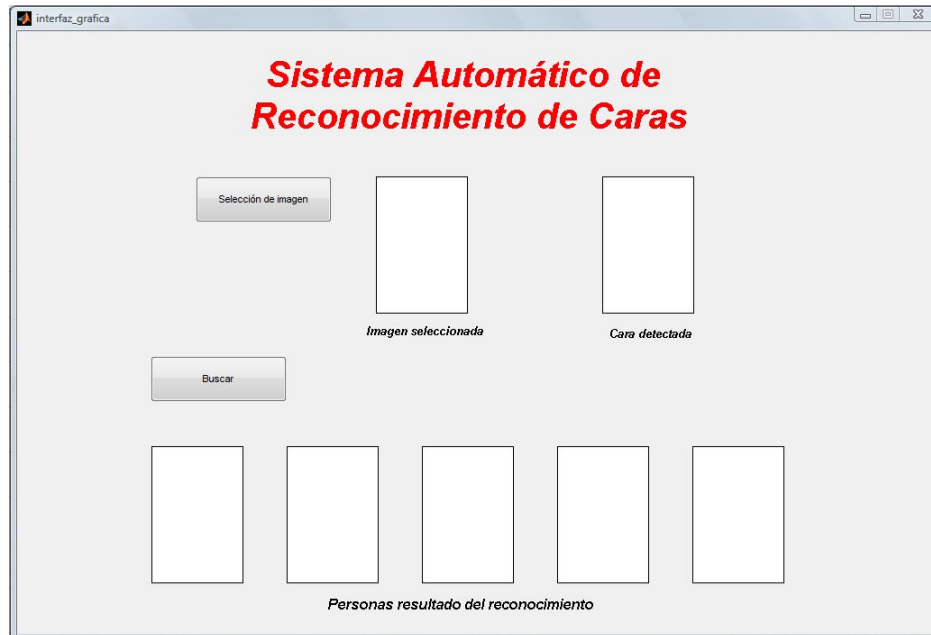 interfaz_grafica
Sistema Automático de
Reconocimiento de Caras
Selección de imagen
Imagen seleccionada
Cara detectada
Buscar
Personas resultado del reconocimiento